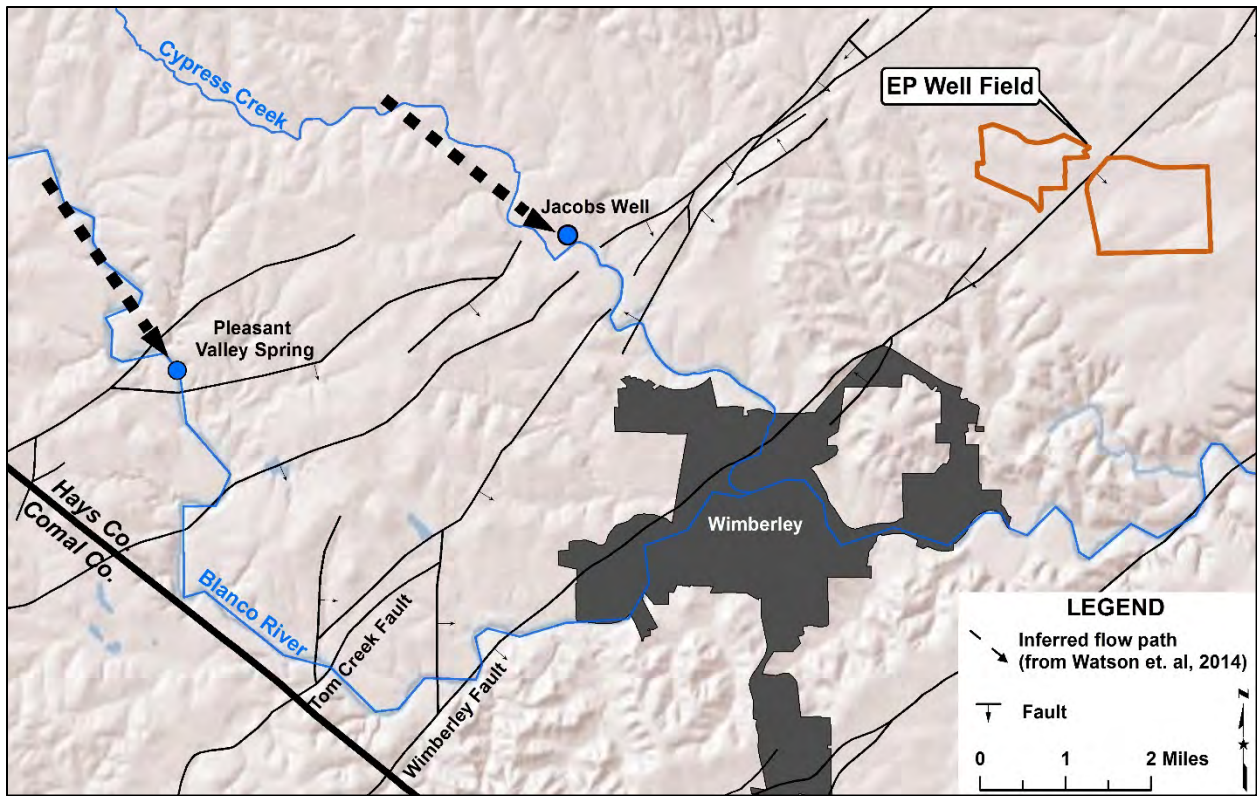 Cypress Creek
EP Well Field
Jacobs Well
Pleasant
Valley Spring
Hays Co.
Comal Co.
Blanco River
Tom Creek Fault
Wimberley Fault
Wimberley
LEGEND
Inferred flow path
(from Watson et. al, 2014)
Fault
0 1 2 Miles